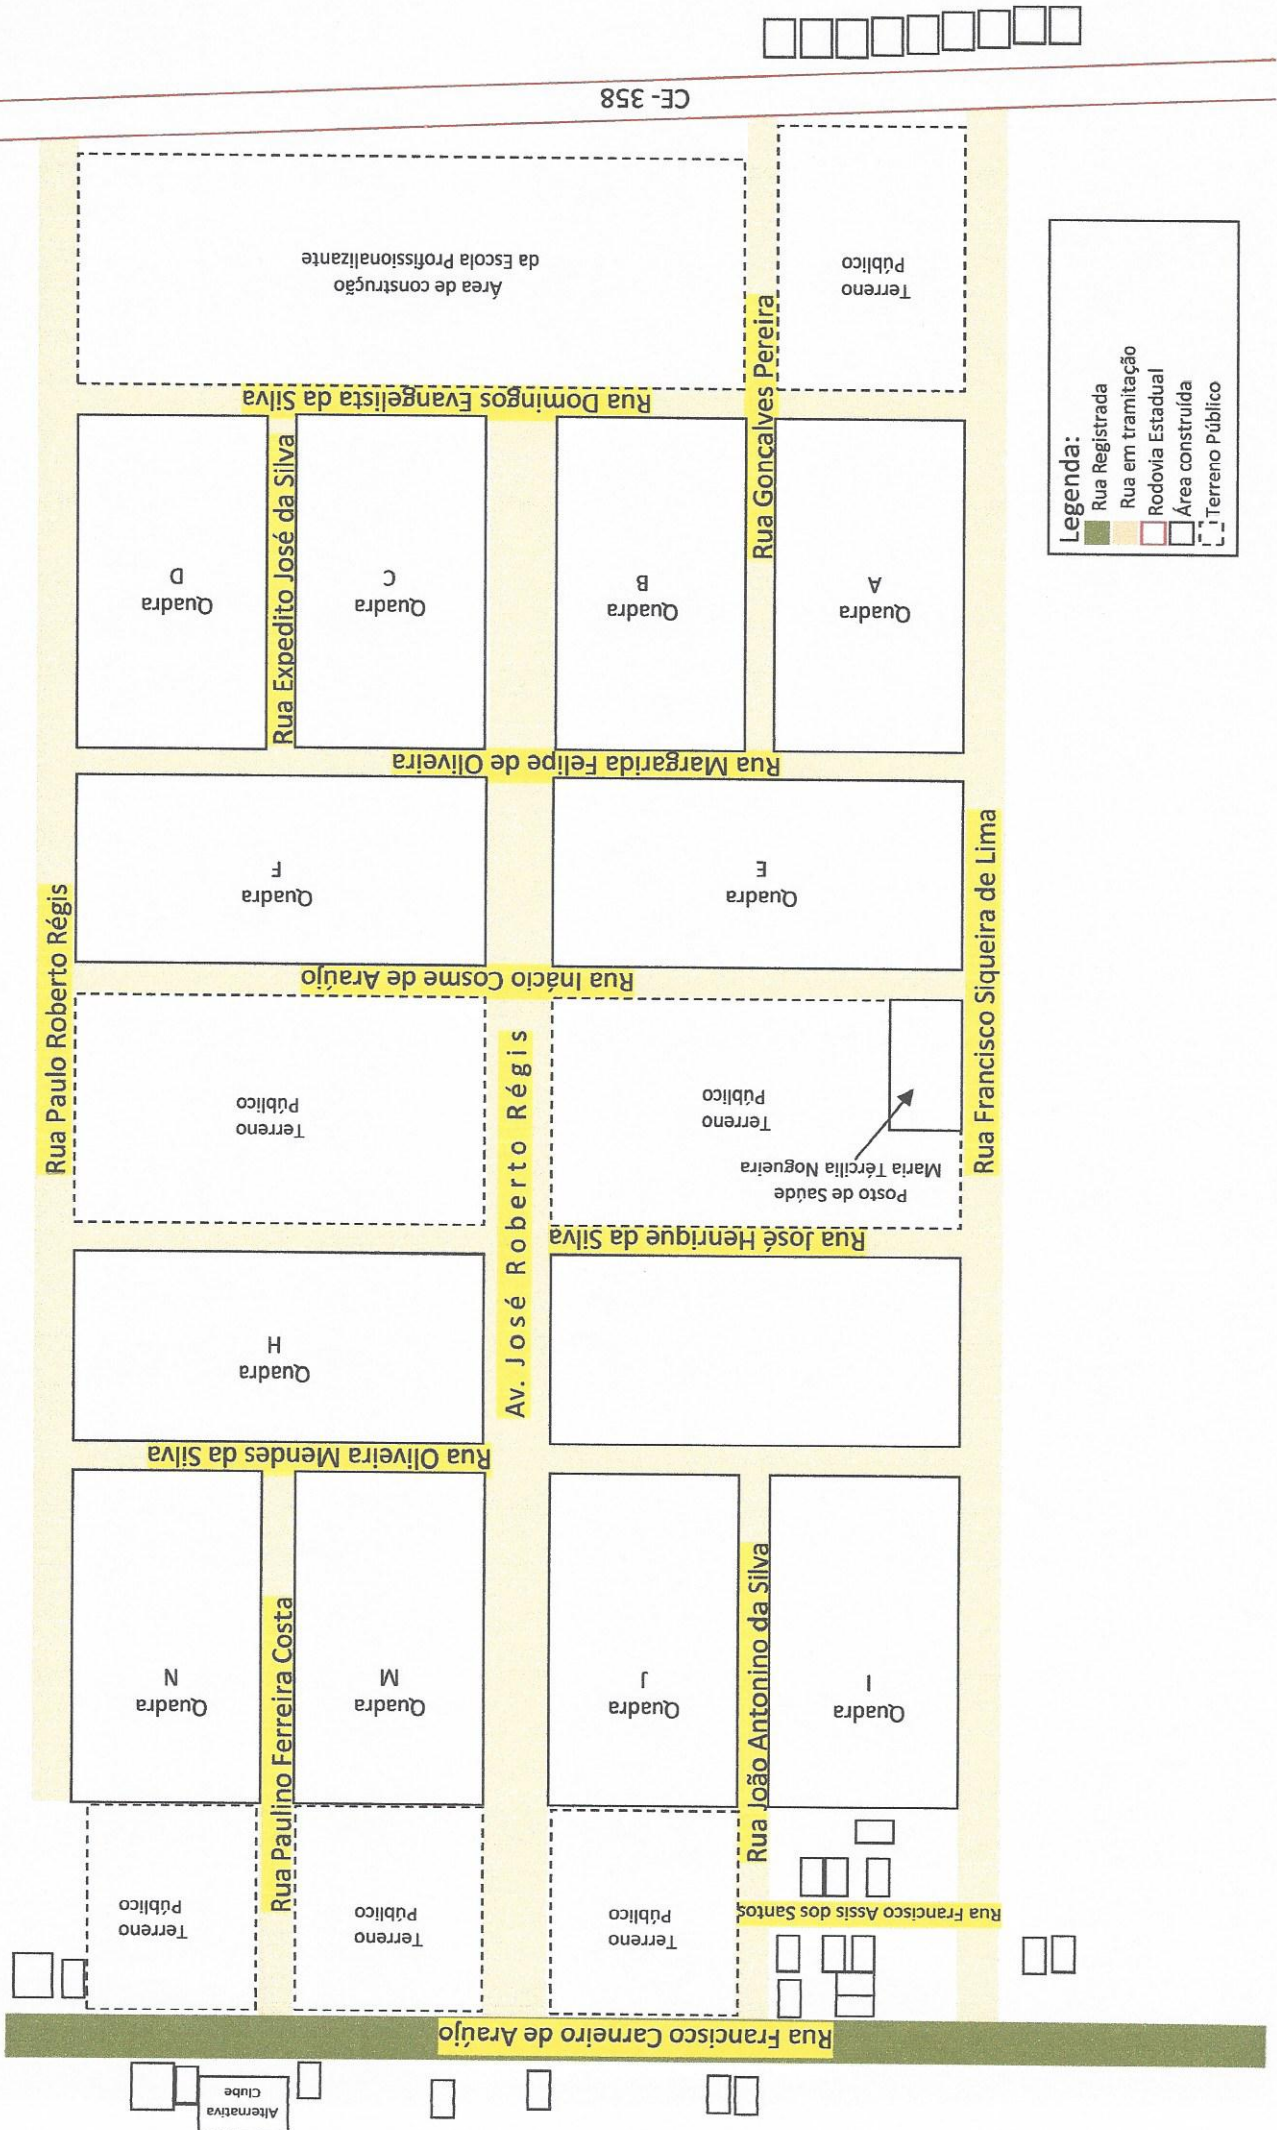 CE- 358
Área de construção
da Escola Profissionalizante
Terreno
Público
Rua Domingos Evangelista da Silva
Rua Gonçalves Pereira
Rua Expedito José da Silva
Quadra
D
Quadra
C
Quadra
B
Quadra
A
Legenda:
Rua Registrada
Rua em tramitação
Rodovia Estadual
Área construída
Terreno Público
Rua Margarida Felipe de Oliveira
Quadra
F
Quadra
E
Rua Paulo Roberto Régis
Rua Francisco Siqueira de Lima
Rua Inácio Cosme de Araújo
Terreno
Público
Av. José Roberto Régis
Terreno
Público
Posto de Saúde
Maria Tércilia Nogueira
Rua José Henrique da Silva
Quadra
H
Rua Oliveira Mendes da Silva
Quadra
N
Rua Paulino Ferreira Costa
Quadra
M
Quadra
J
Rua João Antonino da Silva
Quadra
I
Terreno
Público
Terreno
Público
Terreno
Público
Rua Francisco Assis dos Santos
Rua Francisco Carneiro de Araújo
Alternativa
Clube